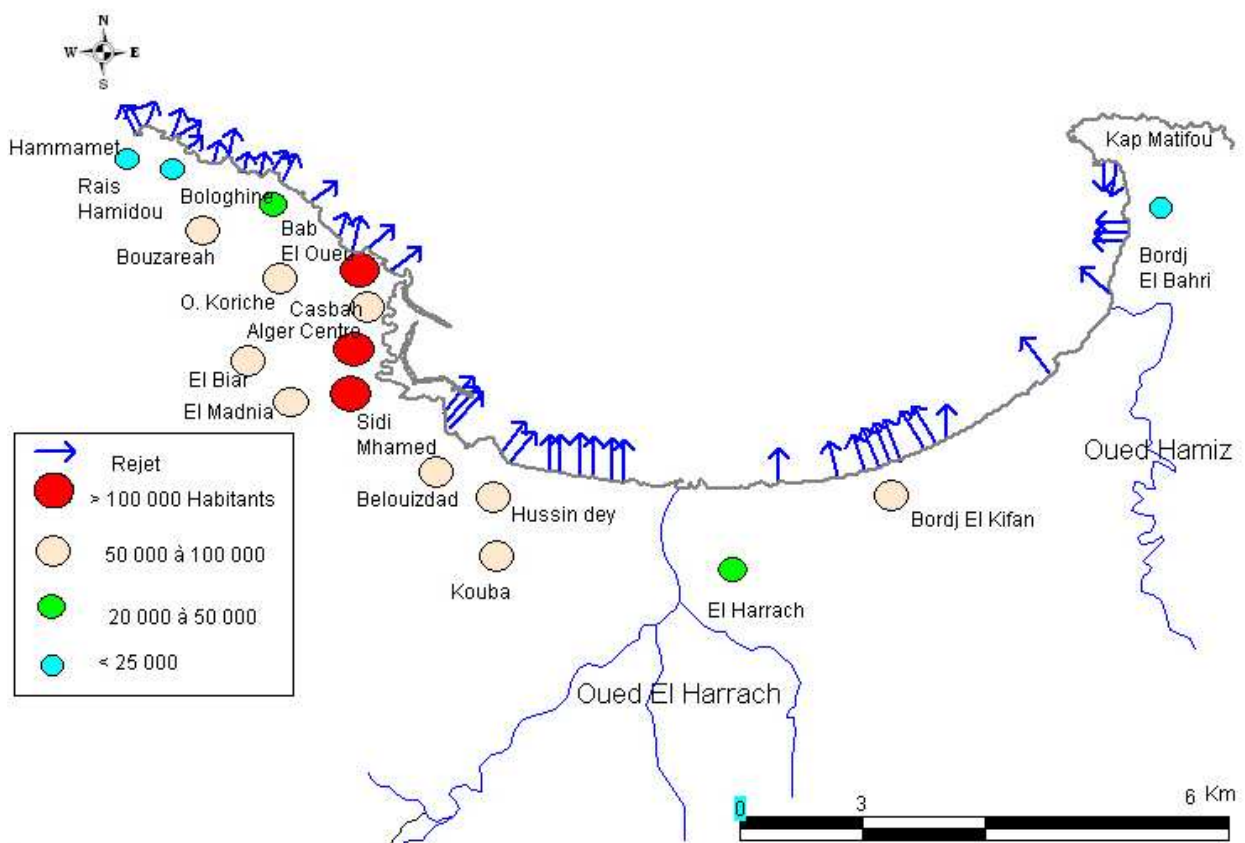 N
W E
S
Hammamet
Rais
Hamidou
Bologhine
Bouzareah
Bab
El Oued
O. Koriche
Casbah
Alger Centre
El Biar
El Madnia
Sidi
Mhamed
Belouizdad
Hussin dey
Kouba
El Harrach
Bordj El Kifan
Kap Matifou
Bordj
El Bahri
Oued Hamiz
Oued El Harrach
Rejet
> 100 000 Habitants
50 000 à 100 000
20 000 à 50 000
< 25 000
0 3 6 Km